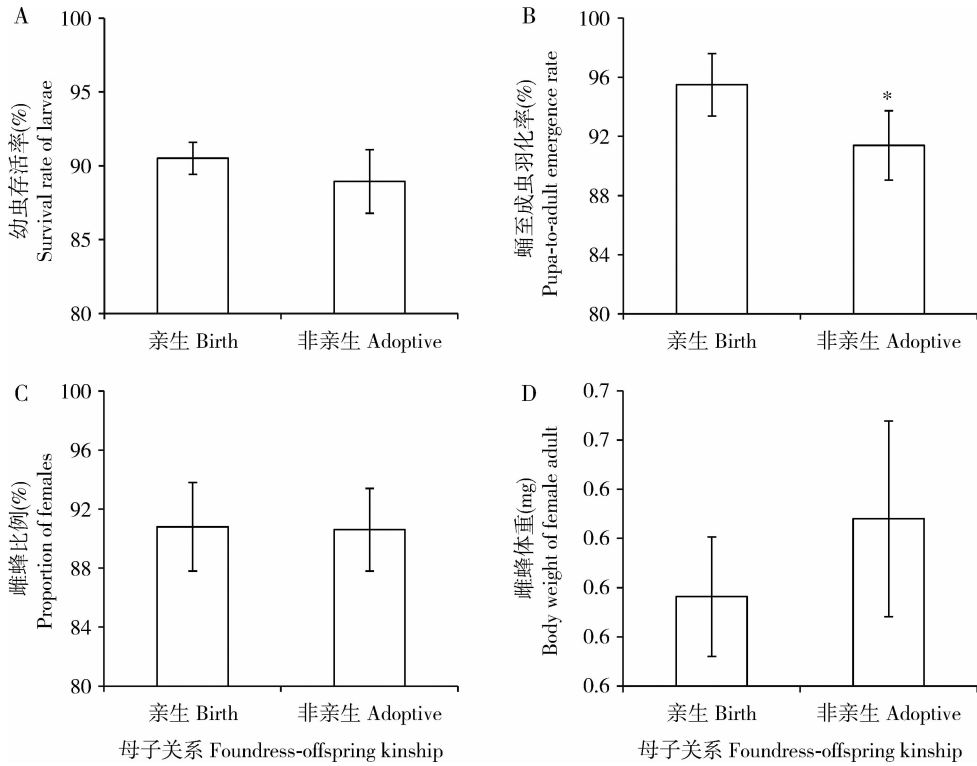 A
幼虫存活率(%)
Survival rate of larvae
100
95
90
85
80
亲生 Birth
非亲生 Adoptive
B
蛹至成虫羽化率(%)
Pupa-to-adult emergence rate
100
96
92
88
84
80
*
亲生 Birth
非亲生 Adoptive
C
雌蜂比例(%)
Proportion of females
100
96
92
88
84
80
亲生 Birth
非亲生 Adoptive
母子关系 Foundress-offspring kinship
D
雌蜂体重(mg)
Body weight of female adult
0.7
0.7
0.6
0.6
0.6
0.6
0.6
亲生 Birth
非亲生 Adoptive
母子关系 Foundress-offspring kinship